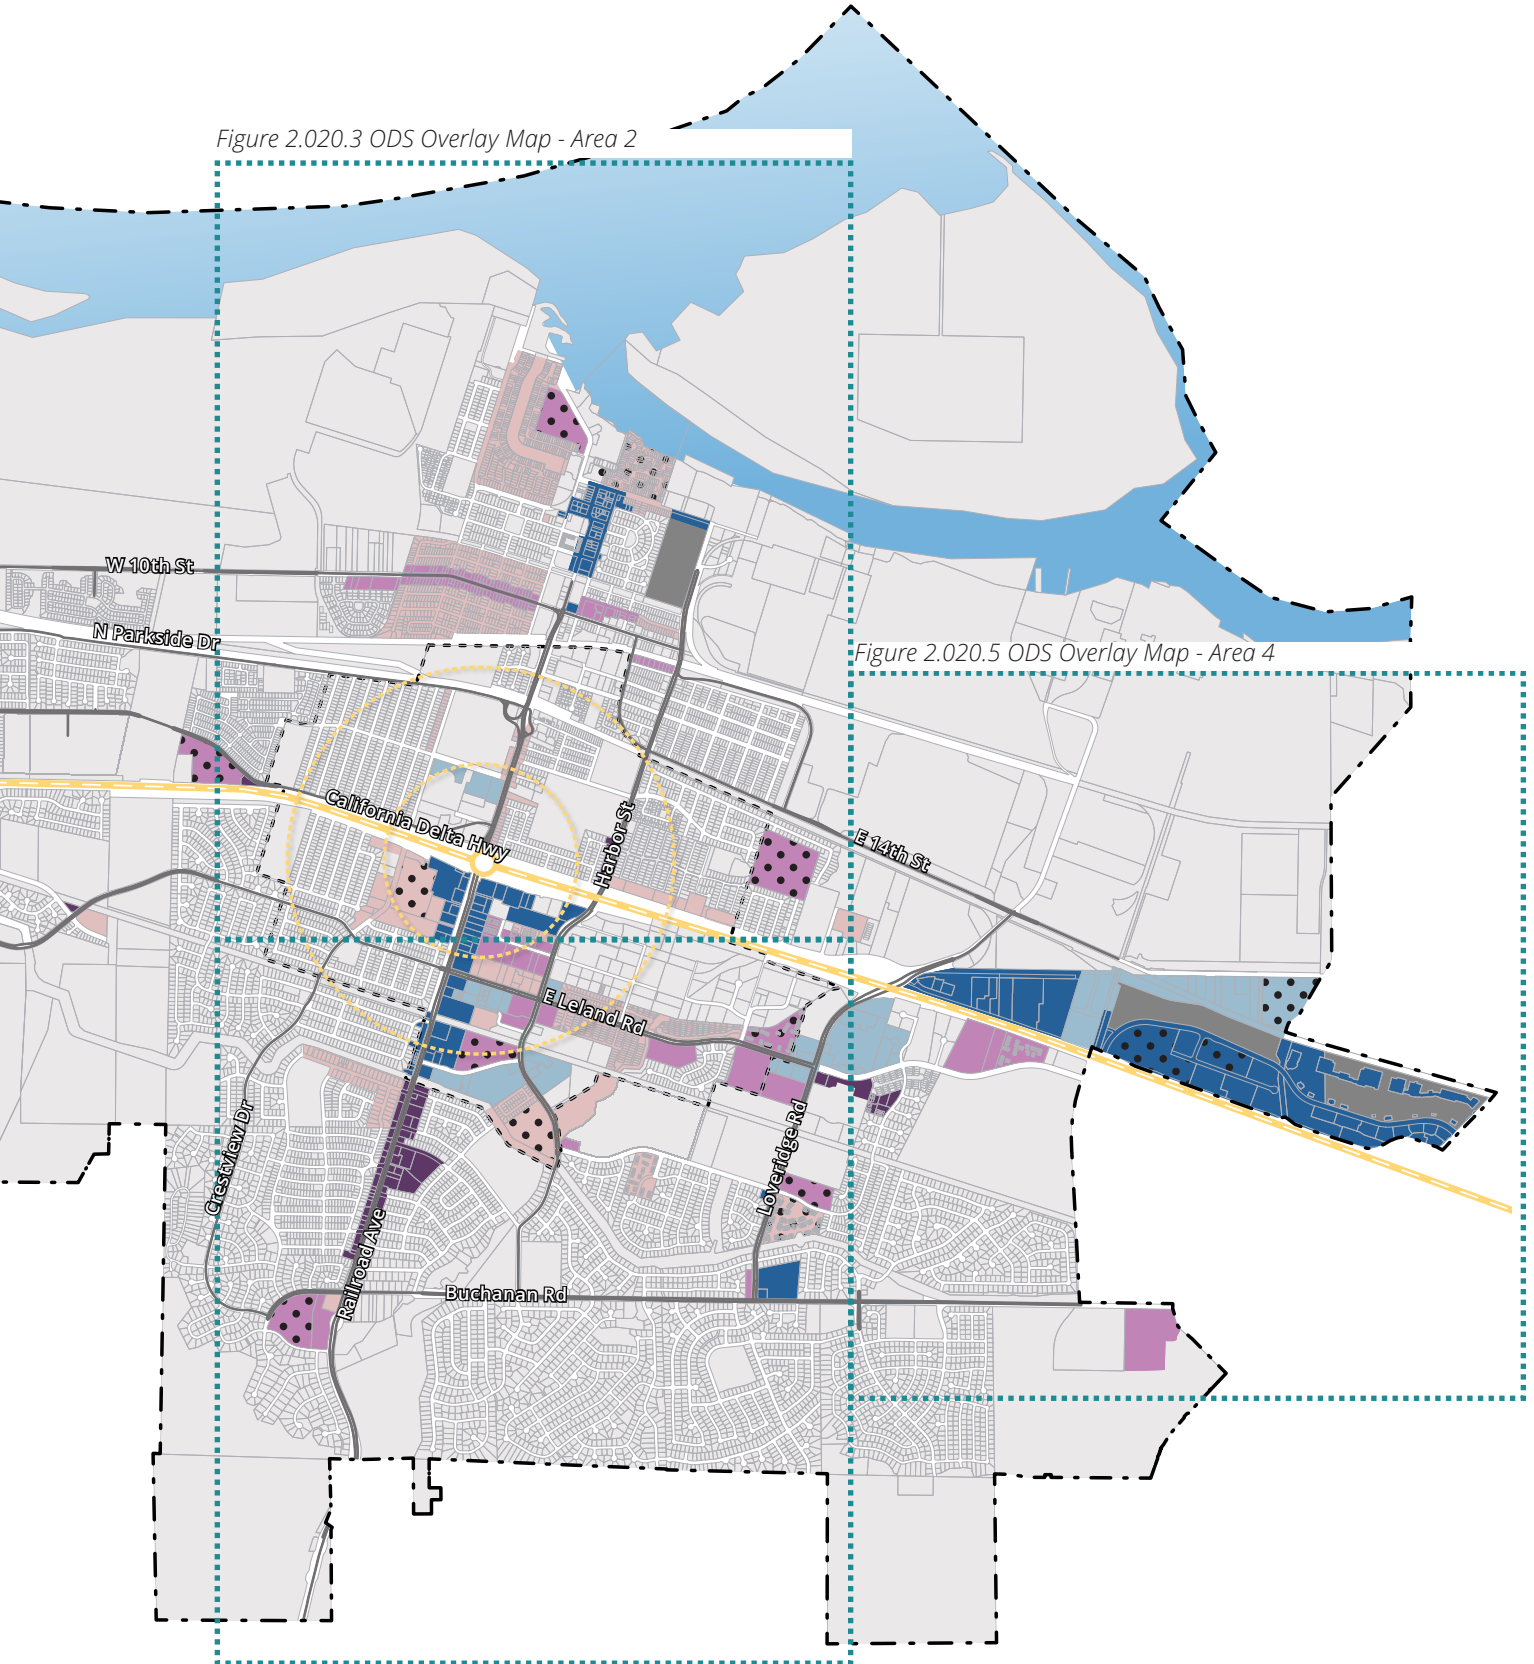 Figure 2.020.3 ODS Overlay Map - Area 2
W 10th St
N Parkside Dr
Figure 2.020.5 ODS Overlay Map - Area 4
California Delta Hwy
Harbor St
E 14th St
E Leland Rd
Crestview Dr
Loveridge Rd
Railroad Ave
Buchanan Rd